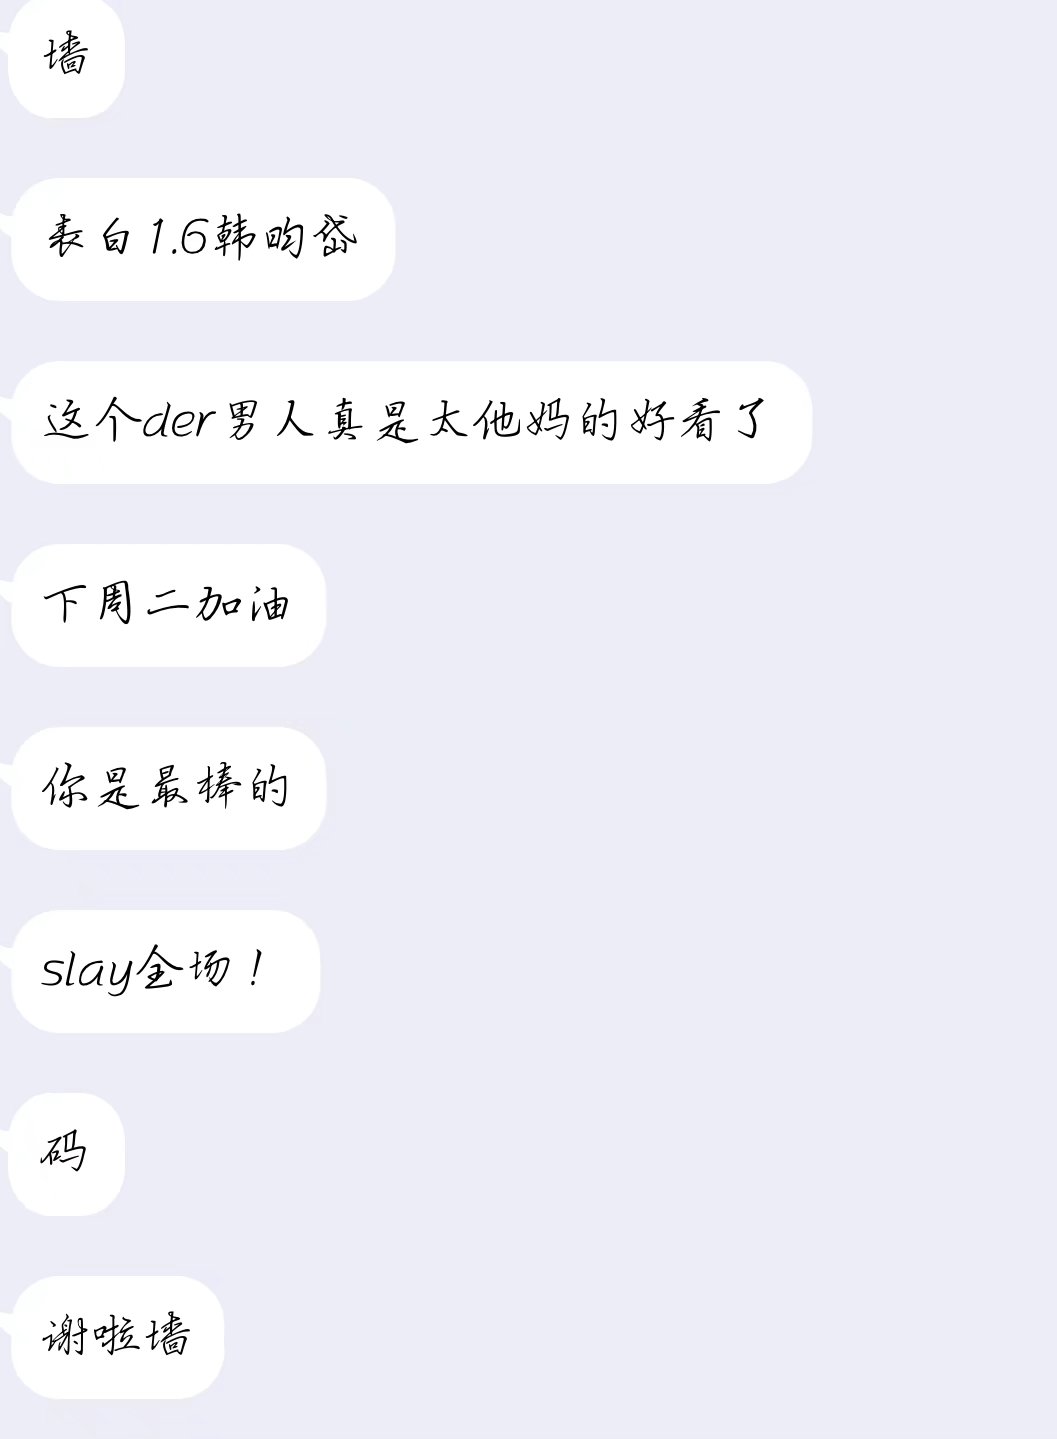 墙
表白1.6韩昀岱
这个der男人真是太他妈的好看了
下周二加油
你是最棒的
slay全场！
码
谢啦墙